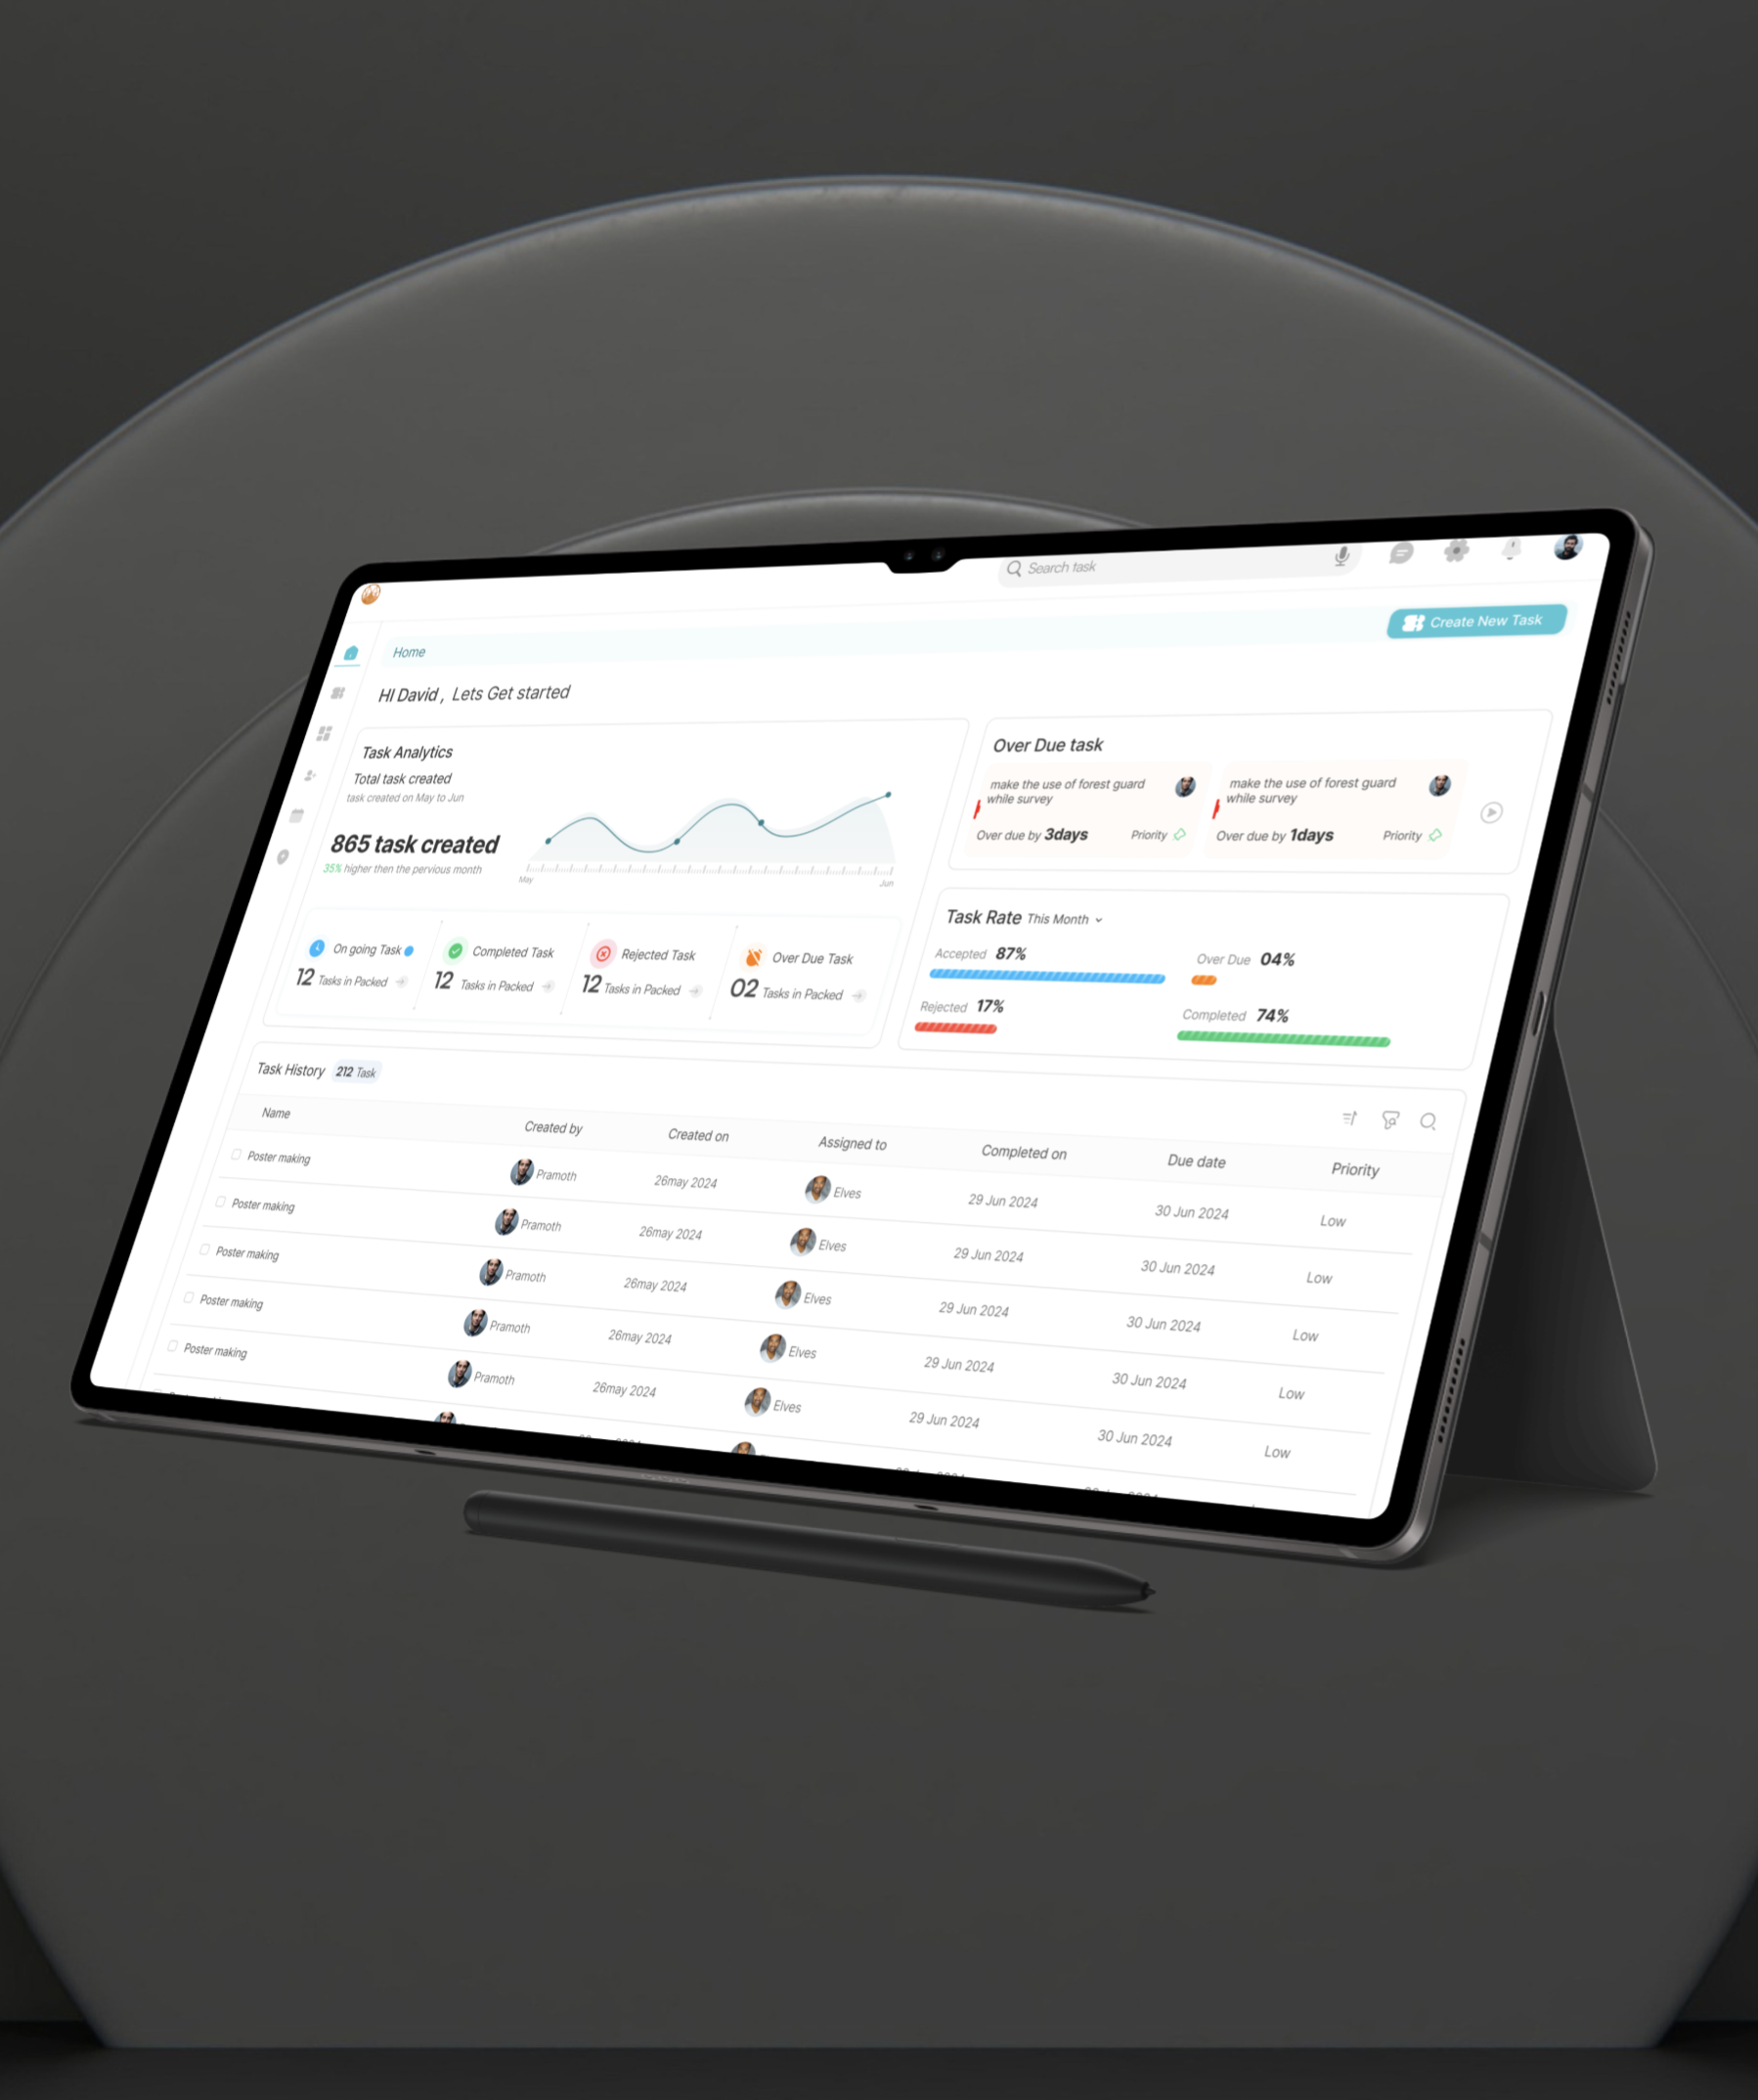 Search task
Create New Task
Home
HI David , Lets Get started
Task Analytics
Total task created
task created on May to Jun
865 task created
35% higher then the pervious month
May
Jun
Over Due task
make the use of forest guard
while survey
Over due by 3days
Priority
make the use of forest guard
while survey
Over due by 1days
Priority
On going Task
12 Tasks in Packed
Completed Task
12 Tasks in Packed
Rejected Task
12 Tasks in Packed
Over Due Task
02 Tasks in Packed
Task Rate This Month
Accepted 87%
Over Due 04%
Rejected 17%
Completed 74%
Task History 212 Task
Name Created by Created on Assigned to Completed on Due date Priority
Poster making Pramoth 26may 2024 Elves 29 Jun 2024 30 Jun 2024 Low
Poster making Pramoth 26may 2024 Elves 29 Jun 2024 30 Jun 2024 Low
Poster making Pramoth 26may 2024 Elves 29 Jun 2024 30 Jun 2024 Low
Poster making Pramoth 26may 2024 Elves 29 Jun 2024 30 Jun 2024 Low
Poster making Pramoth 26may 2024 Elves 29 Jun 2024 30 Jun 2024 Low